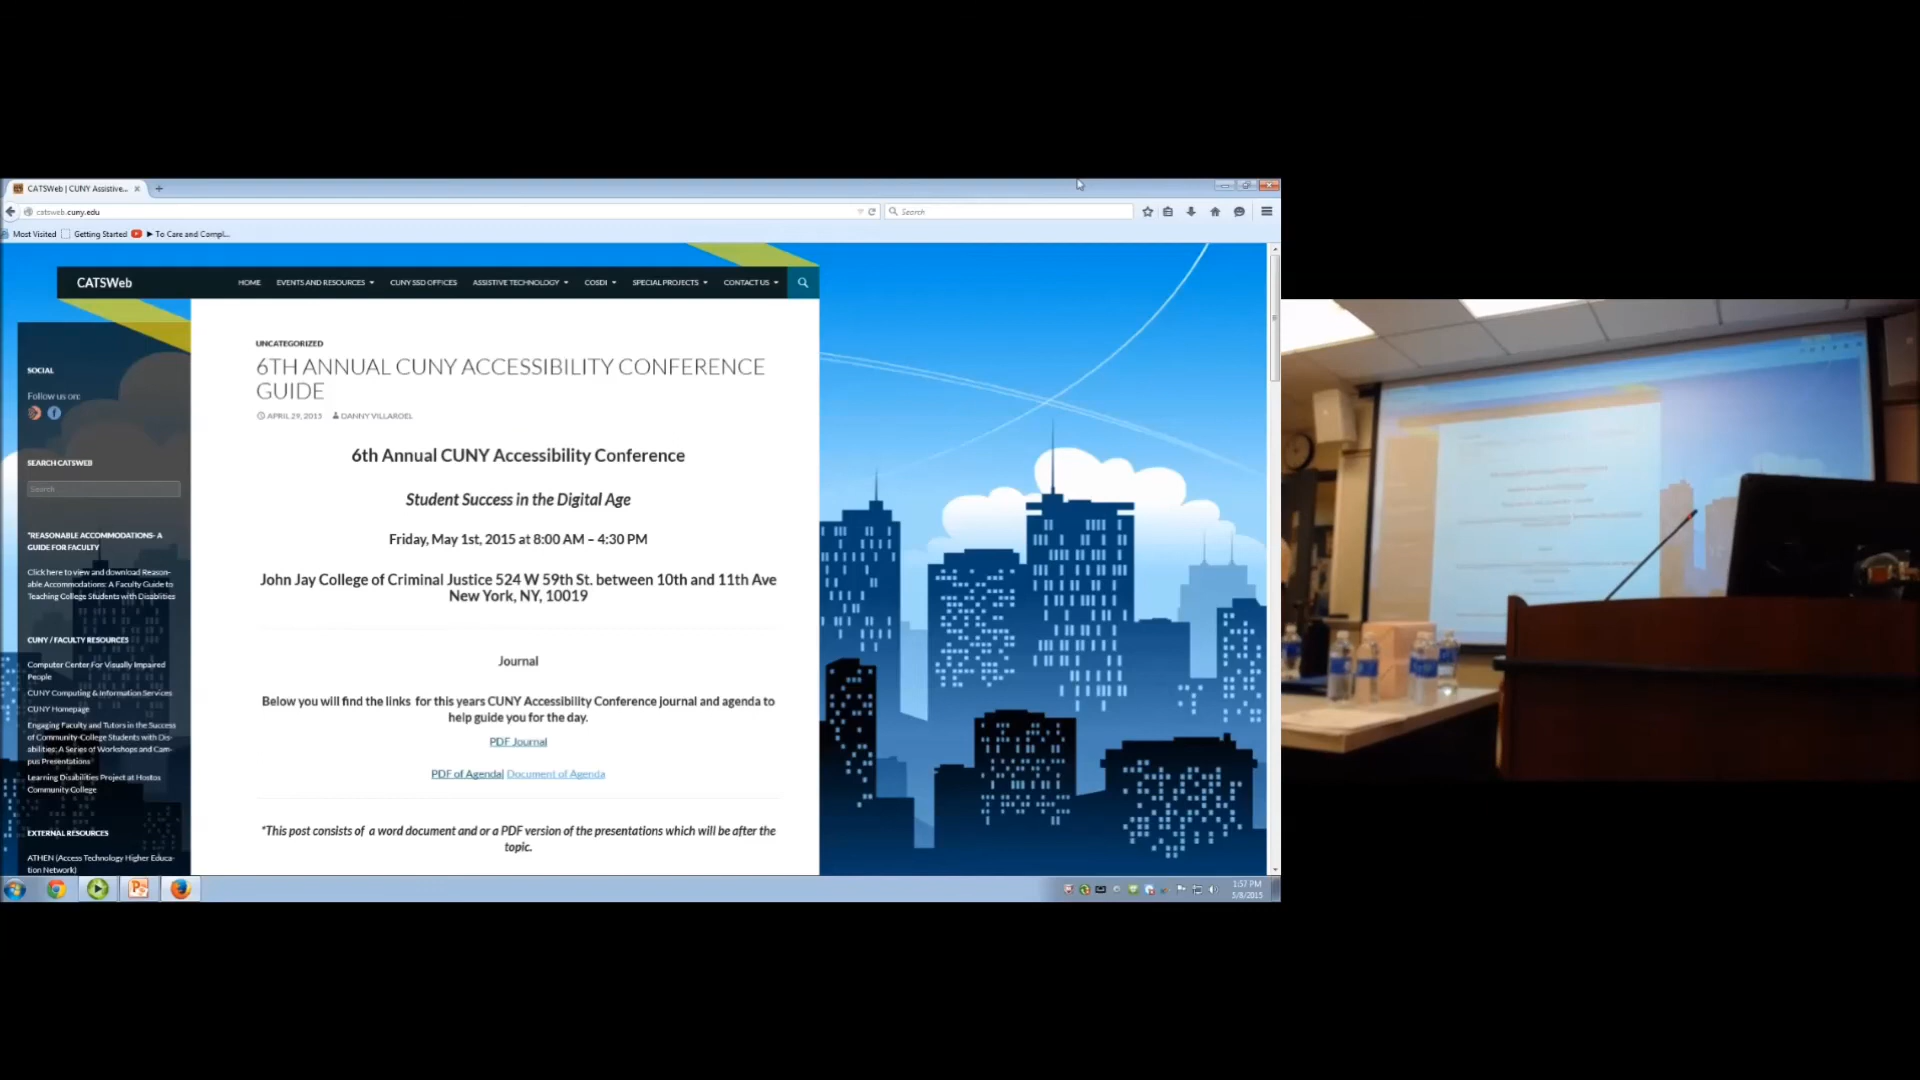 CATSWeb | CUNY Assistive...
catsweb.cuny.edu
Search
Most Visited
Getting Started
To Care and Compl...
CATSWeb
HOME
EVENTS AND RESOURCES
CUNY SSD OFFICES
ASSISTIVE TECHNOLOGY
COSDI
SPECIAL PROJECTS
CONTACT US
SOCIAL
Follow us on:
SEARCH CATSWEB
Search
"REASONABLE ACCOMMODATIONS- A
GUIDE FOR FACULTY
Click here to view and download Reason-
able Accommodations: A Faculty Guide to
Teaching College Students with Disabilities
CUNY / FACULTY RESOURCES
Computer Center For Visually Impaired
People
CUNY Computing & Information Services
CUNY Homepage
Engaging Faculty and Tutors in the Success
of Community-College Students with Dis-
abilities: A Series of Workshops and Cam-
pus Presentations
Learning Disabilities Project at Hostos
Community College
EXTERNAL RESOURCES
ATHEN (Access Technology Higher Educa-
tion Network)
UNCATEGORIZED
6TH ANNUAL CUNY ACCESSIBILITY CONFERENCE
GUIDE
APRIL 29, 2015
DANNY VILLAROEL
6th Annual CUNY Accessibility Conference
Student Success in the Digital Age
Friday, May 1st, 2015 at 8:00 AM – 4:30 PM
John Jay College of Criminal Justice 524 W 59th St. between 10th and 11th Ave
New York, NY, 10019
Journal
Below you will find the links for this years CUNY Accessibility Conference journal and agenda to
help guide you for the day.
PDF Journal
PDF of Agenda| Document of Agenda
*This post consists of a word document and or a PDF version of the presentations which will be after the
topic.
1:57 PM
5/8/2015